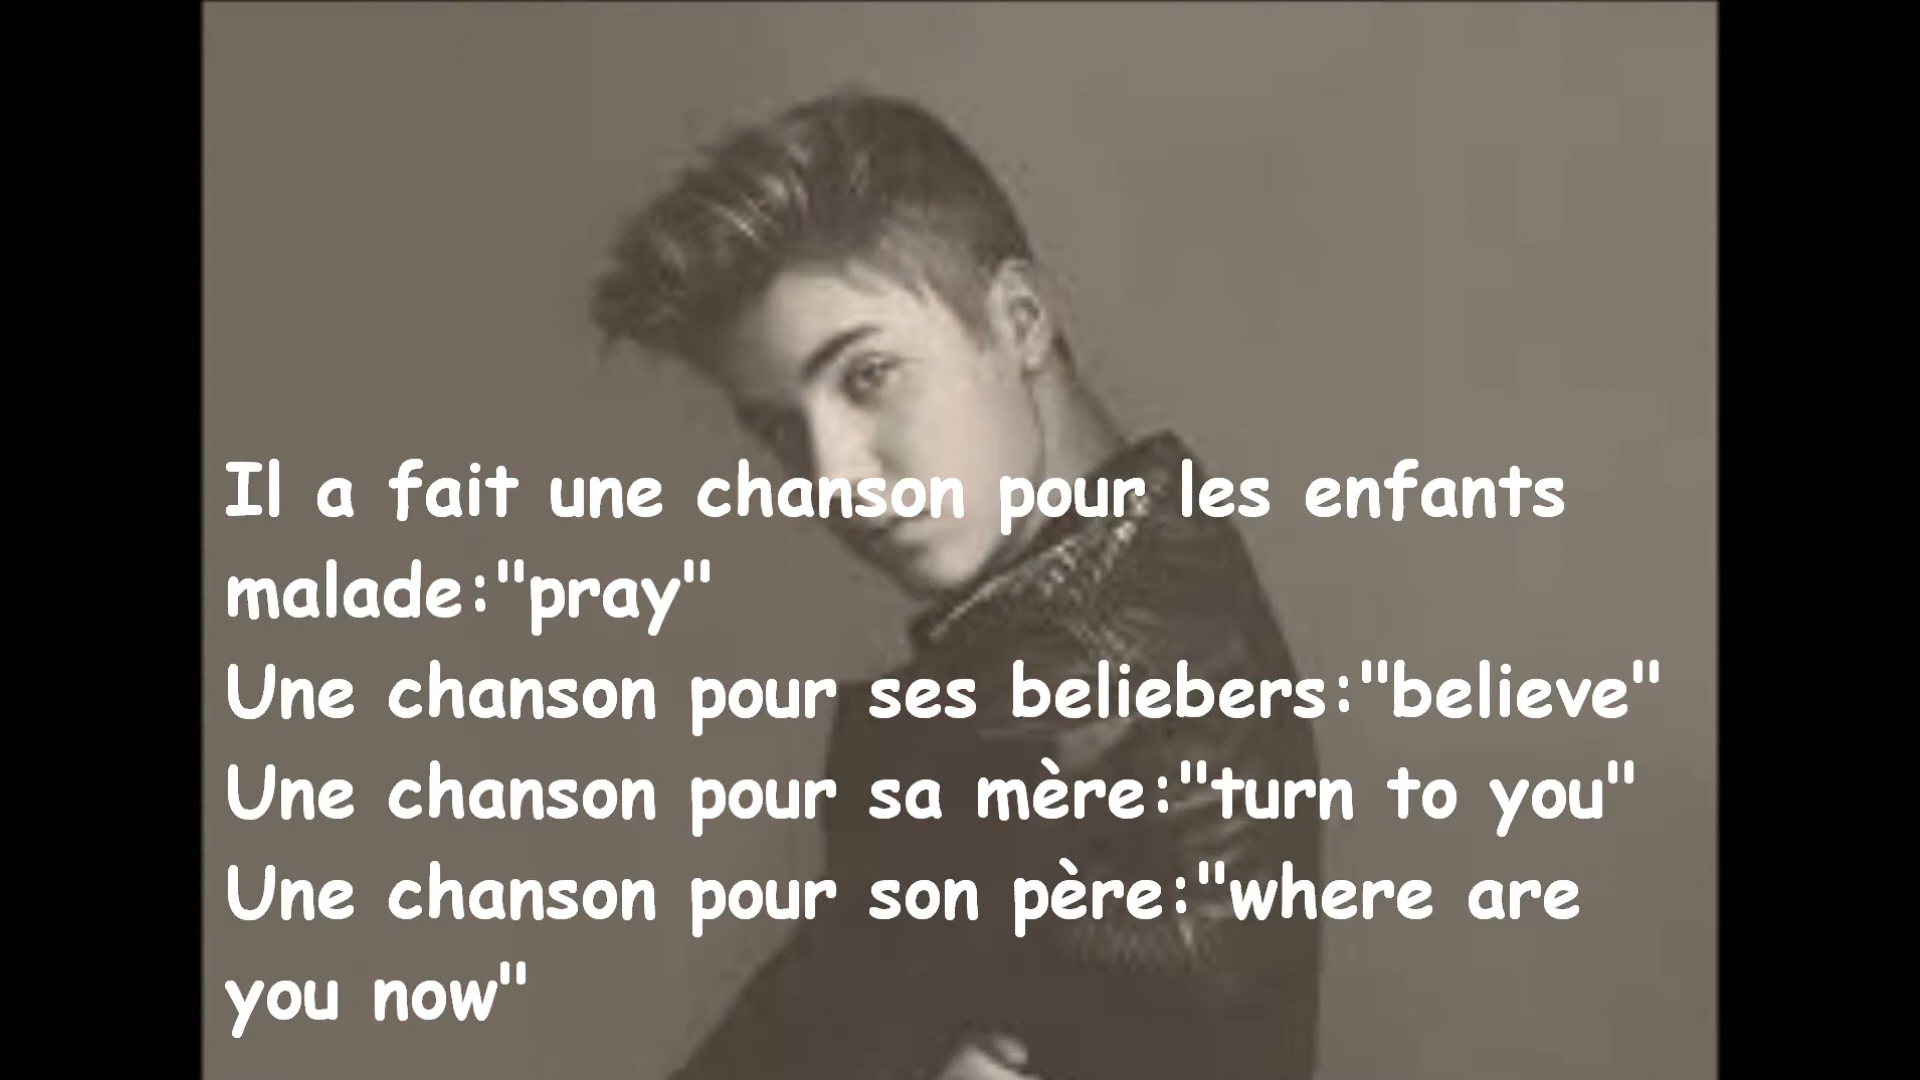 Il a fait une chanson pour les enfants
malade:"pray"
Une chanson pour ses beliebers:"believe"
Une chanson pour sa mère:"turn to you"
Une chanson pour son père:"where are
you now"